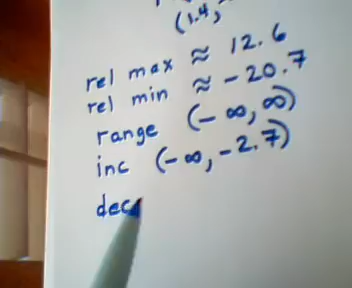 (1.4,
rel max ≈ 12.6
rel min ≈ -20.7
range (-∞, ∞)
inc (-∞, -2.7)
dec